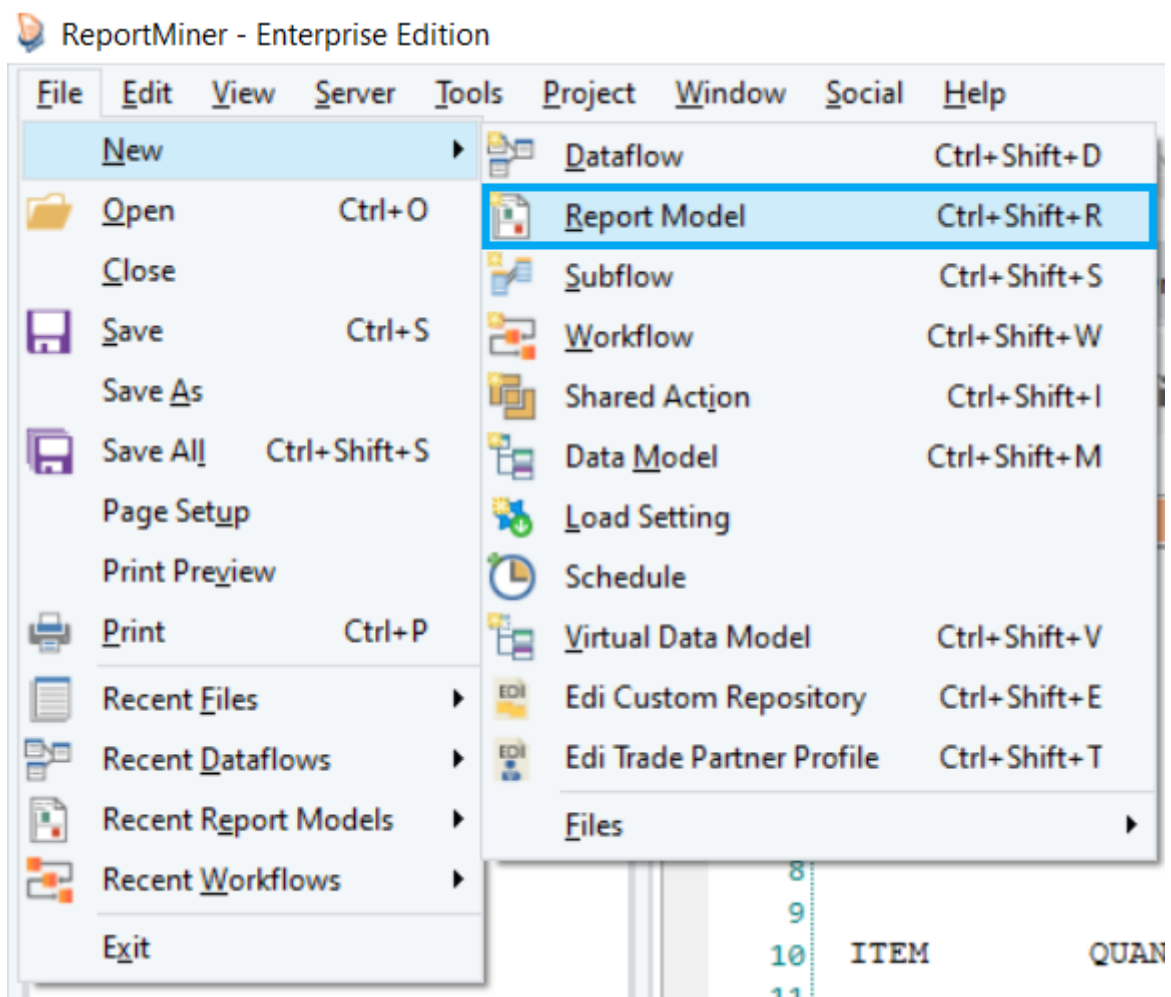 ReportMiner - Enterprise Edition
File Edit View Server Tools Project Window Social Help
New
Open Ctrl+O
Close
Save Ctrl+S
Save As
Save All Ctrl+Shift+S
Page Setup
Print Preview
Print Ctrl+P
Recent Files
Recent Dataflows
Recent Report Models
Recent Workflows
Exit
Dataflow Ctrl+Shift+D
Report Model Ctrl+Shift+R
Subflow Ctrl+Shift+S
Workflow Ctrl+Shift+W
Shared Action Ctrl+Shift+I
Data Model Ctrl+Shift+M
Load Setting
Schedule
Virtual Data Model Ctrl+Shift+V
EDI Edi Custom Repository Ctrl+Shift+E
EDI Edi Trade Partner Profile Ctrl+Shift+T
Files
8
9
10 ITEM QUAN
11